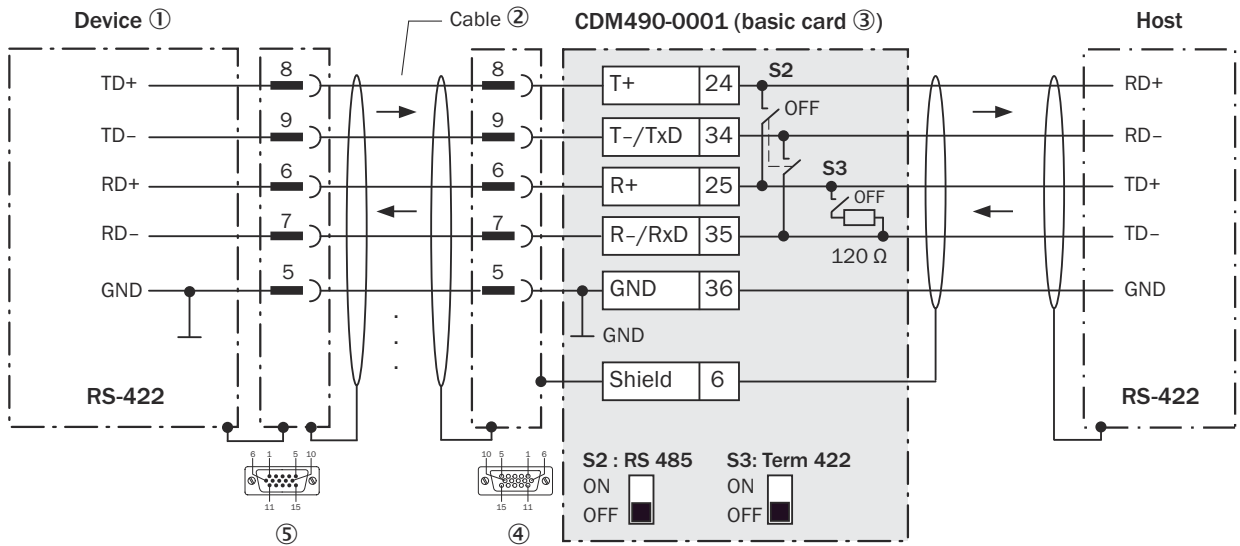 Device ①
Cable ②
CDM490-0001 (basic card ③)
Host
TD+ 8 8 T+ 24 S2 RD+
OFF
TD– 9 9 T–/TxD 34 RD–
S3
RD+ 6 6 R+ 25 OFF TD+
RD– 7 7 R–/RxD 35 TD–
120 Ω
GND 5 5 GND 36 GND
GND
Shield 6
RS-422
RS-422
S2 : RS 485
ON
OFF
S3: Term 422
ON
OFF
6 1 5 10
11 15
⑤
10 5 1 6
15 11
④